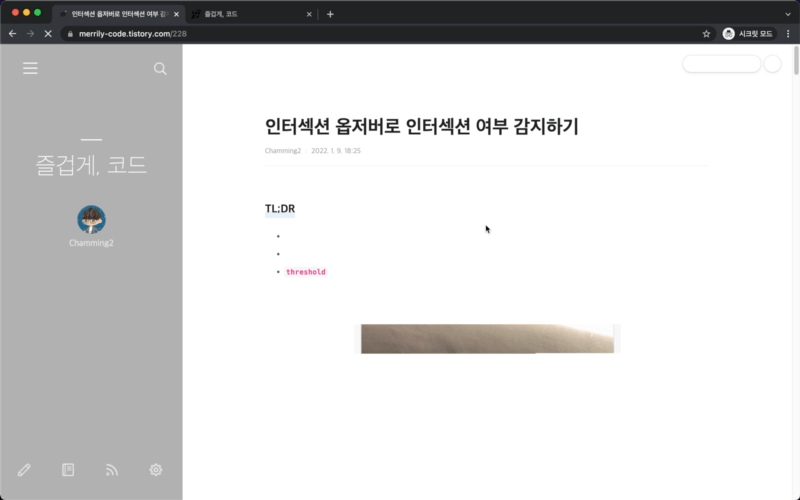 인터섹션 옵저버로 인터섹션 여부 감지
즐겁게, 코드
merrily-code.tistory.com/228
시크릿 모드
즐겁게, 코드
Chamming2
인터섹션 옵저버로 인터섹션 여부 감지하기
Chamming2 2022. 1. 9. 18:25
TL;DR
threshold